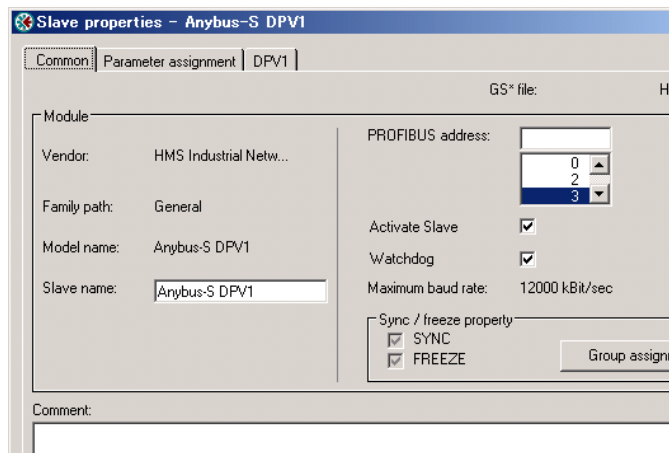 Slave properties - Anybus-S DPV1
Common Parameter assignment DPV1
GS* file:
Module
Vendor: HMS Industrial Netw...
Family path: General
Model name: Anybus-S DPV1
Slave name: Anybus-S DPV1
PROFIBUS address:
0
2
3
Activate Slave
Watchdog
Maximum baud rate: 12000 kBit/sec
Sync / freeze property
SYNC
FREEZE
Group assign
Comment: